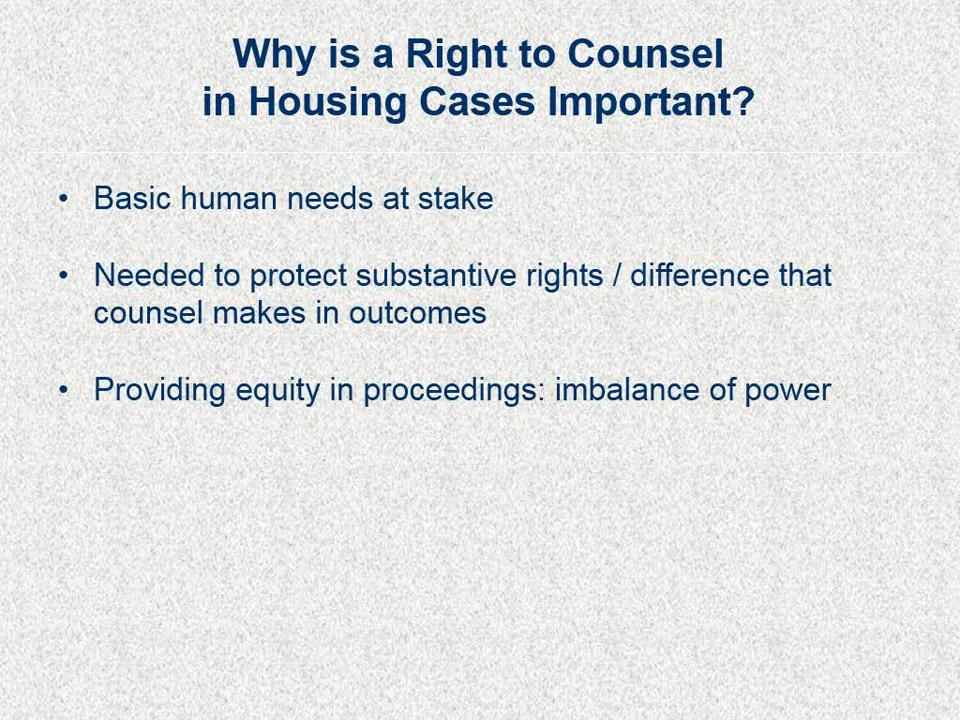 Why is a Right to Counsel
in Housing Cases Important?
• Basic human needs at stake
• Needed to protect substantive rights / difference that
counsel makes in outcomes
• Providing equity in proceedings: imbalance of power